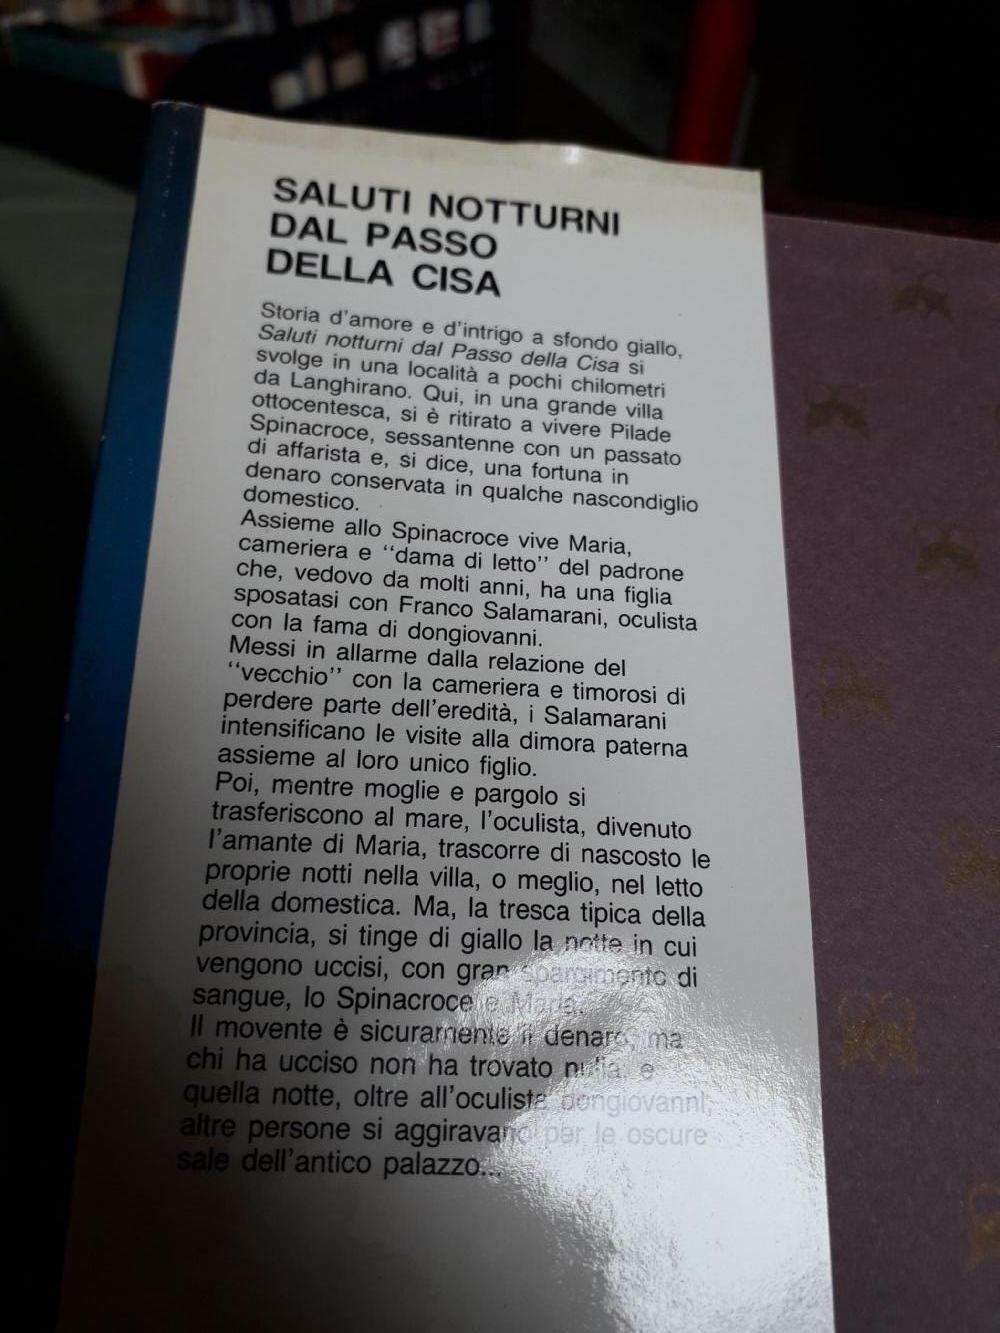 SALUTI NOTTURNI
DAL PASSO
DELLA CISA
Storia d'amore e d'intrigo a sfondo giallo,
Saluti notturni dal Passo della Cisa si
svolge in una località a pochi chilometri
da Langhirano. Qui, in una grande villa
ottocentesca, si è ritirato a vivere Pilade
Spinacroce, sessantenne con un passato
di affarista e, si dice, una fortuna in
denaro conservata in qualche nascondiglio
domestico.
Assieme allo Spinacroce vive Maria,
cameriera e ''dama di letto'' del padrone
che, vedovo da molti anni, ha una figlia
sposatasi con Franco Salamarani, oculista
con la fama di dongiovanni.
Messi in allarme dalla relazione del
''vecchio'' con la cameriera e timorosi di
perdere parte dell'eredità, i Salamarani
intensificano le visite alla dimora paterna
assieme al loro unico figlio.
Poi, mentre moglie e pargolo si
trasferiscono al mare, l'oculista, divenuto
l'amante di Maria, trascorre di nascosto le
proprie notti nella villa, o meglio, nel letto
della domestica. Ma, la tresca tipica della
provincia, si tinge di giallo la notte in cui
vengono uccisi, con gran spargimento di
sangue, lo Spinacroce e Maria.
Il movente è sicuramente il denaro, ma
chi ha ucciso non ha trovato nulla, e
quella notte, oltre all'oculista dongiovanni,
altre persone si aggiravano per le oscure
sale dell'antico palazzo...